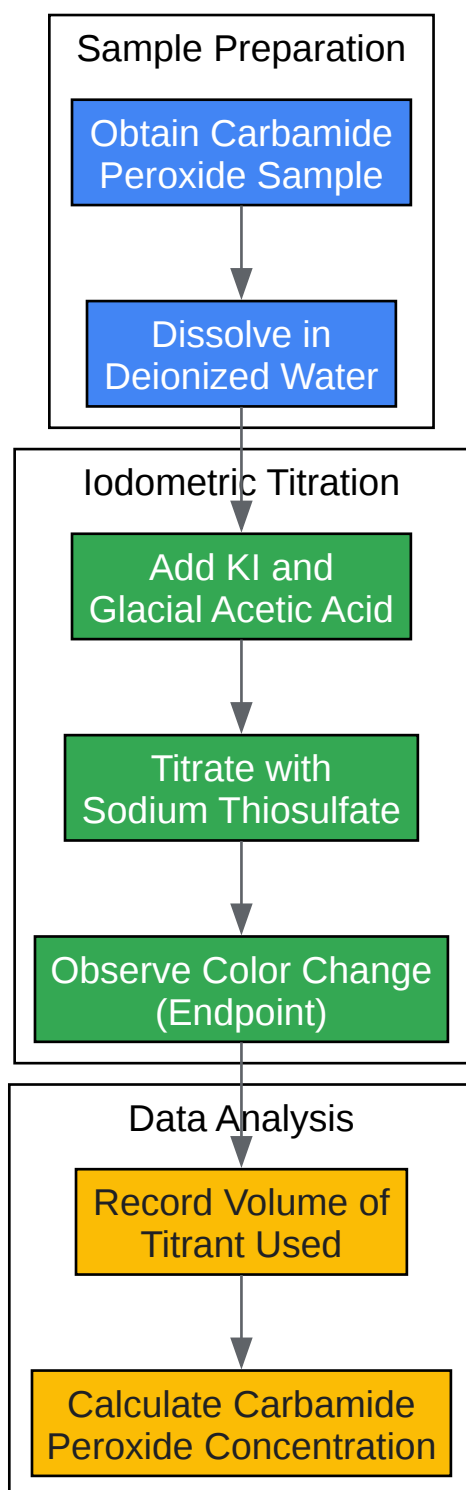 Sample Preparation
Obtain Carbamide
Peroxide Sample
Dissolve in
Deionized Water
Iodometric Titration
Add KI and
Glacial Acetic Acid
Titrate with
Sodium Thiosulfate
Observe Color Change
(Endpoint)
Data Analysis
Record Volume of
Titrant Used
Calculate Carbamide
Peroxide Concentration